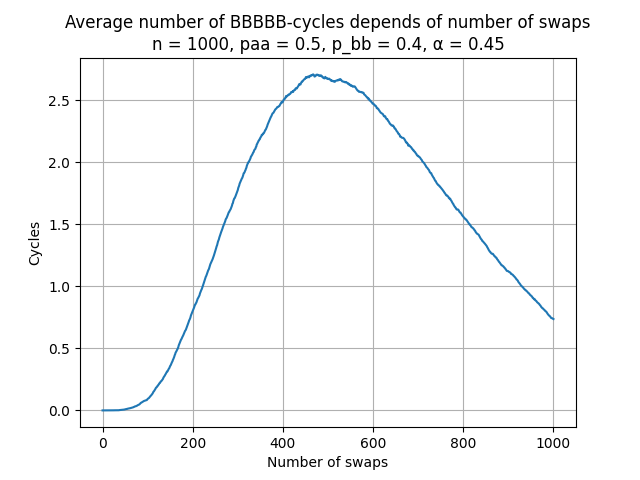 Average number of BBBBB-cycles depends of number of swaps
n = 1000, paa = 0.5, p_bb = 0.4, α = 0.45
Cycles
2.5
2.0
1.5
1.0
0.5
0.0
0 200 400 600 800 1000
Number of swaps